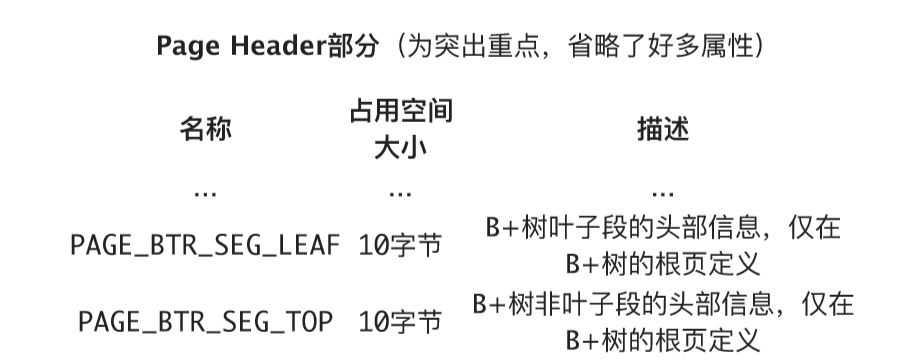 Page Header部分（为突出重点，省略了好多属性）
名称 占用空间大小 描述
... ... ...
PAGE_BTR_SEG_LEAF 10字节 B+树叶子段的头部信息，仅在B+树的根页定义
PAGE_BTR_SEG_TOP 10字节 B+树非叶子段的头部信息，仅在B+树的根页定义